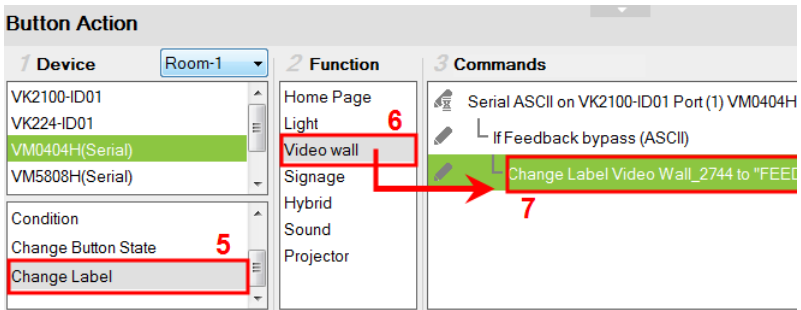 Button Action
1 Device
Room-1
2 Function
3 Commands
VK2100-ID01
VK224-ID01
VM0404H(Serial)
VM5808H(Serial)
Condition
Change Button State
5
Change Label
Home Page
Light
6
Video wall
Signage
Hybrid
Sound
Projector
Serial ASCII on VK2100-ID01 Port (1) VM0404H
If Feedback bypass (ASCII)
Change Label Video Wall_2744 to "FEED
7